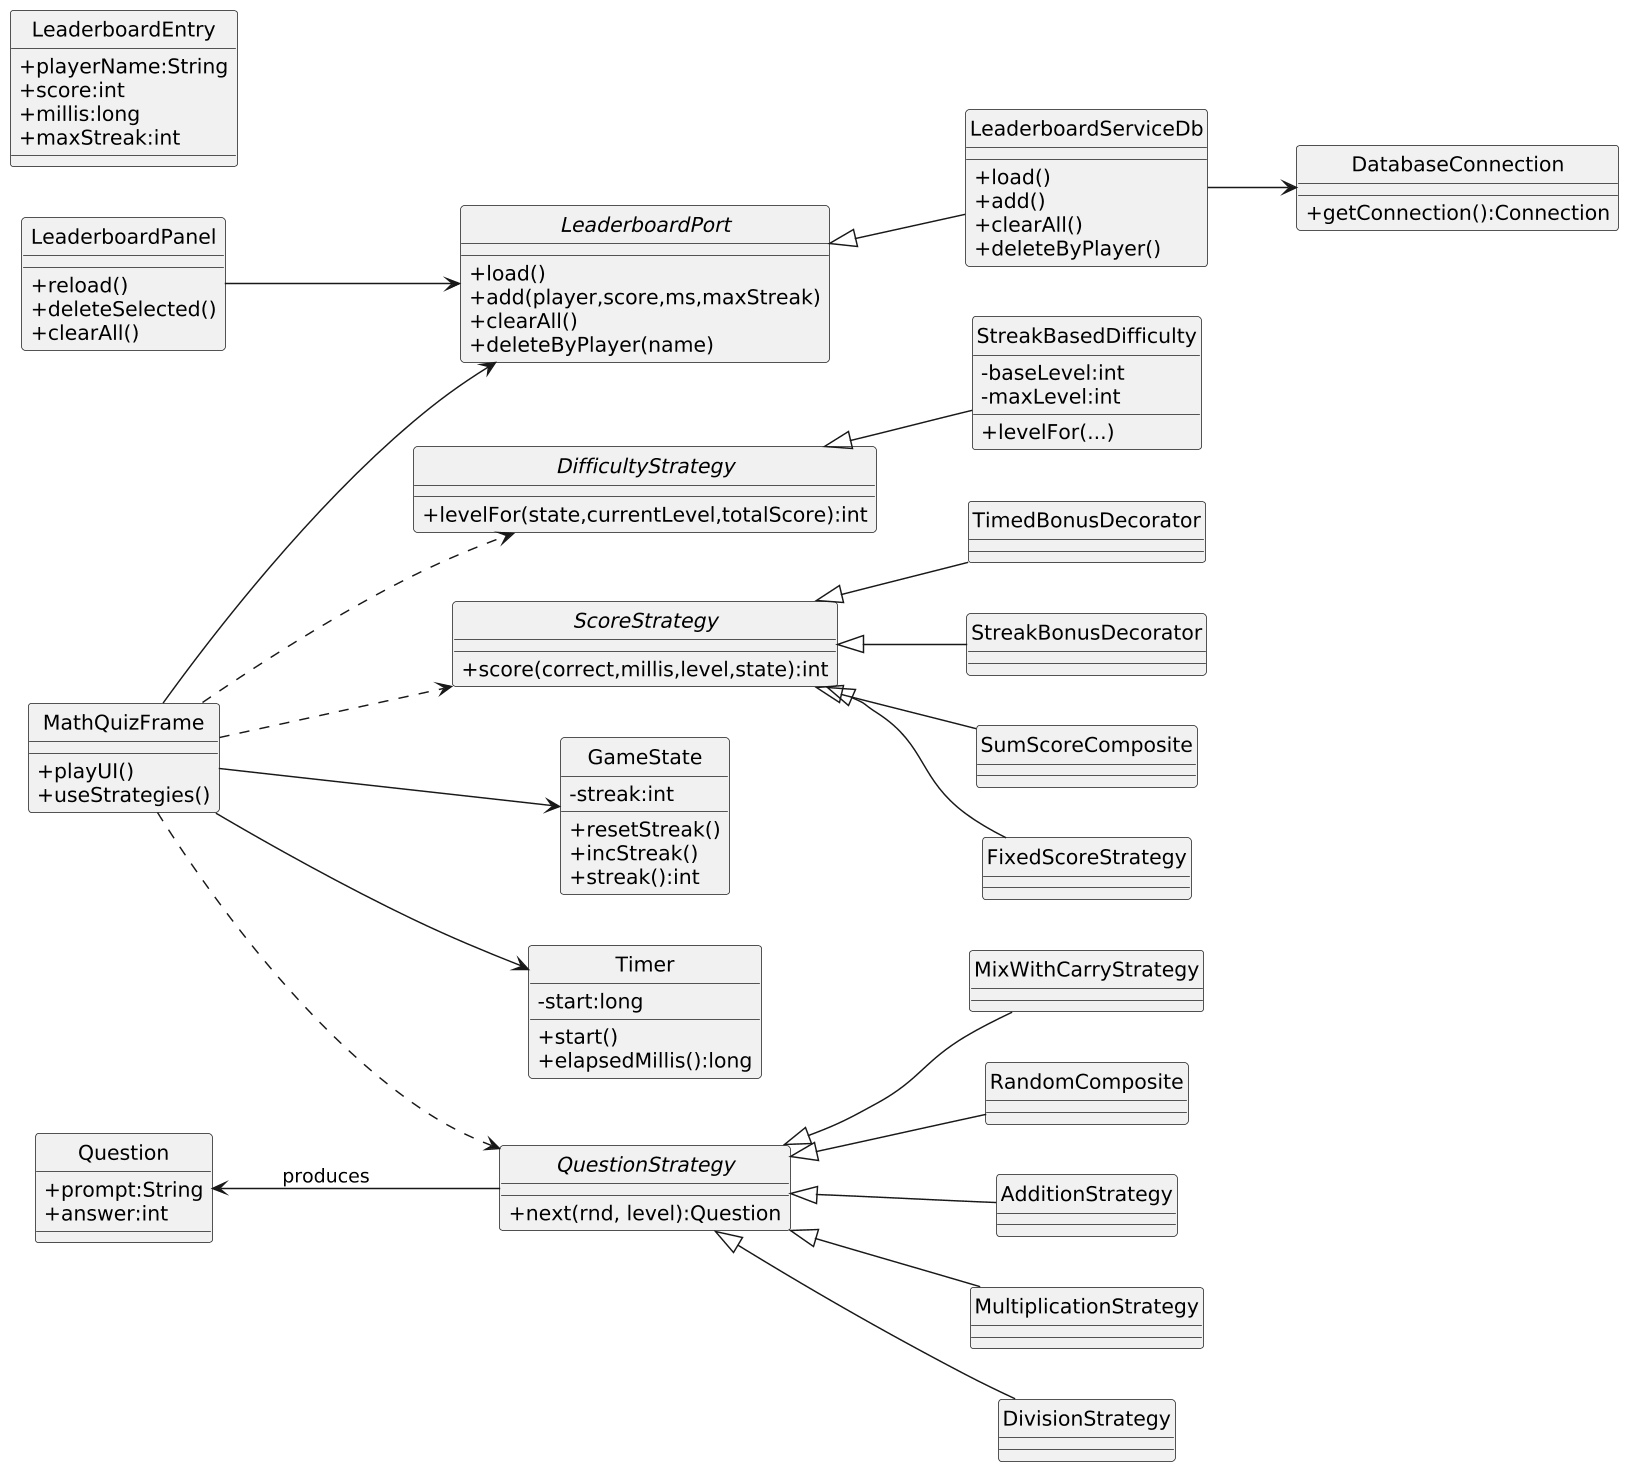 LeaderboardEntry
+playerName:String
+score:int
+millis:long
+maxStreak:int
LeaderboardPanel
+reload()
+deleteSelected()
+clearAll()
LeaderboardPort
+load()
+add(player,score,ms,maxStreak)
+clearAll()
+deleteByPlayer(name)
LeaderboardServiceDb
+load()
+add()
+clearAll()
+deleteByPlayer()
DatabaseConnection
+getConnection():Connection
StreakBasedDifficulty
-baseLevel:int
-maxLevel:int
+levelFor(...)
DifficultyStrategy
+levelFor(state,currentLevel,totalScore):int
TimedBonusDecorator
ScoreStrategy
+score(correct,millis,level,state):int
StreakBonusDecorator
SumScoreComposite
FixedScoreStrategy
MathQuizFrame
+playUI()
+useStrategies()
GameState
-streak:int
+resetStreak()
+incStreak()
+streak():int
Timer
-start:long
+start()
+elapsedMillis():long
MixWithCarryStrategy
RandomComposite
Question
+prompt:String
+answer:int
produces
QuestionStrategy
+next(rnd, level):Question
AdditionStrategy
MultiplicationStrategy
DivisionStrategy